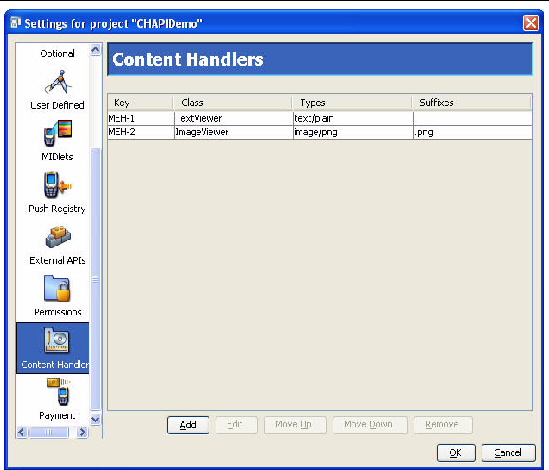 Settings for project "CHAPIDemo"
Optional
User Defined
MIDlets
Push Registry
External APIs
Permissions
Content Handler
Payment
Content Handlers
Key Class Types Suffixes
MEH-1 TextViewer text/plain
MEH-2 ImageViewer image/png .png
Add Edit Move Up Move Down Remove
OK Cancel